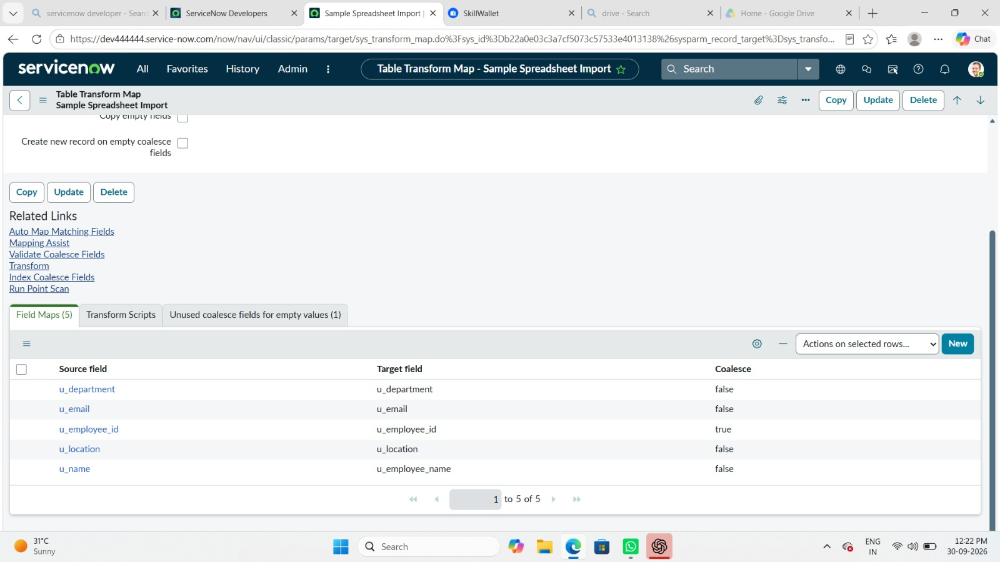 servicenow developer - Searc
ServiceNow Developers
Sample Spreadsheet Import |
SkillWallet
drive - Search
Home - Google Drive
https://dev444444.service-now.com/now/nav/ui/classic/params/target/sys_transform_map.do%3Fsys_id%3Db22a0e03c3a7cf5073c57533e4013138%26sysparm_record_target%3Dsys_transfo...
Chat
servicenow
All
Favorites
History
Admin
Table Transform Map - Sample Spreadsheet Import
Search
Table Transform Map
Sample Spreadsheet Import
Copy
Update
Delete
Copy empty fields
Create new record on empty coalesce
fields
Copy
Update
Delete
Related Links
Auto Map Matching Fields
Mapping Assist
Validate Coalesce Fields
Transform
Index Coalesce Fields
Run Point Scan
Field Maps (5)
Transform Scripts
Unused coalesce fields for empty values (1)
Actions on selected rows...
New
Source field Target field Coalesce
u_department u_department false
u_email u_email false
u_employee_id u_employee_id true
u_location u_location false
u_name u_employee_name false
1 to 5 of 5
31°C
Sunny
Search
ENG
IN
12:22 PM
30-09-2026